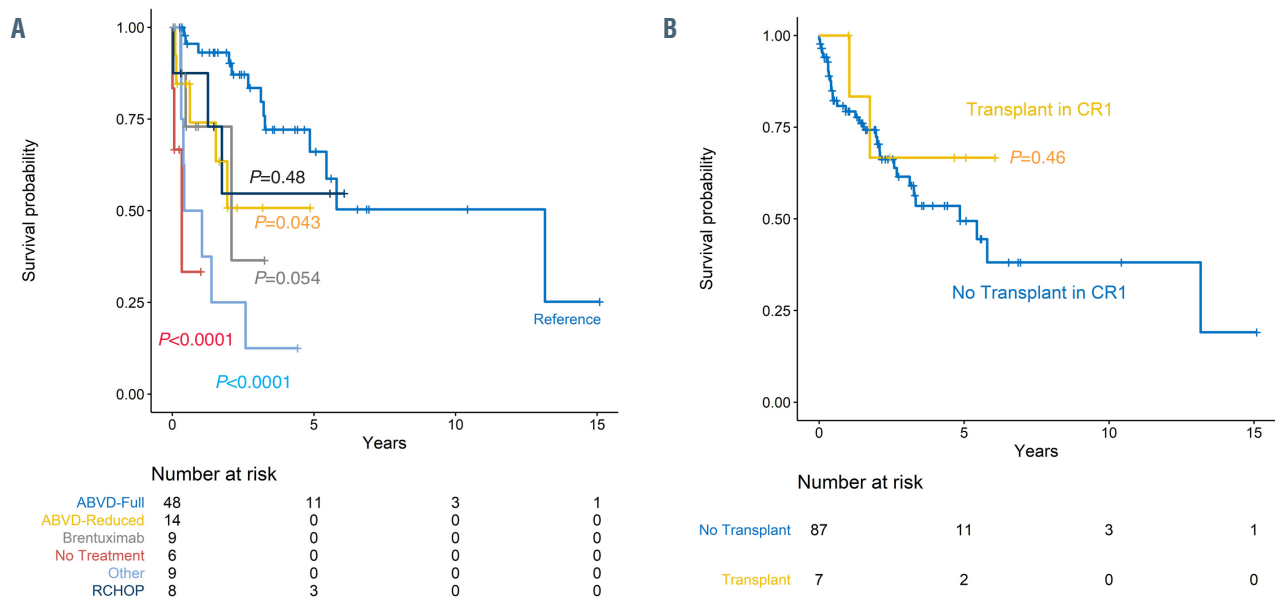 A
Survival probability
1.00
0.75
0.50
0.25
0.00
P=0.48
P=0.043
P=0.054
P<0.0001
P<0.0001
Reference
0 5 10 15
Years
Number at risk
ABVD-Full 48 11 3 1
ABVD-Reduced 14 0 0 0
Brentuximab 9 0 0 0
No Treatment 6 0 0 0
Other 9 0 0 0
RCHOP 8 3 0 0
B
Survival probability
1.00
0.75
0.50
0.25
0.00
Transplant in CR1
P=0.46
No Transplant in CR1
0 5 10 15
Years
Number at risk
No Transplant 87 11 3 1
Transplant 7 2 0 0